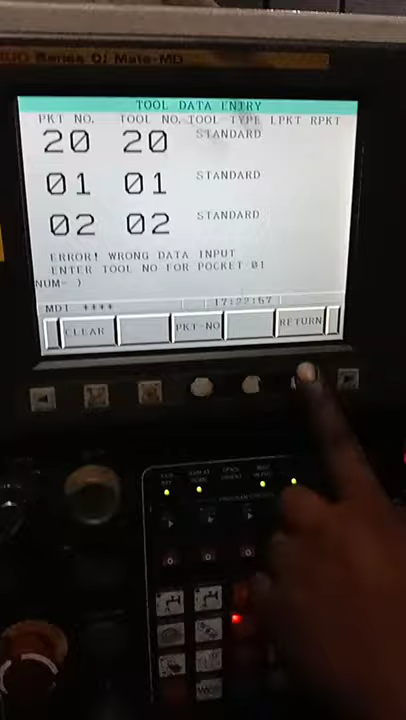 Series 0i Mate-MD
TOOL DATA ENTRY
PKT NO. TOOL NO. TOOL TYPE LPKT RPKT
20 20 STANDARD
01 01 STANDARD
02 02 STANDARD
ERROR! WRONG DATA INPUT
ENTER TOOL NO FOR POCKET 01
NUM- )
MDI ****
17:22:57
CLEAR PKT-NO RETURN